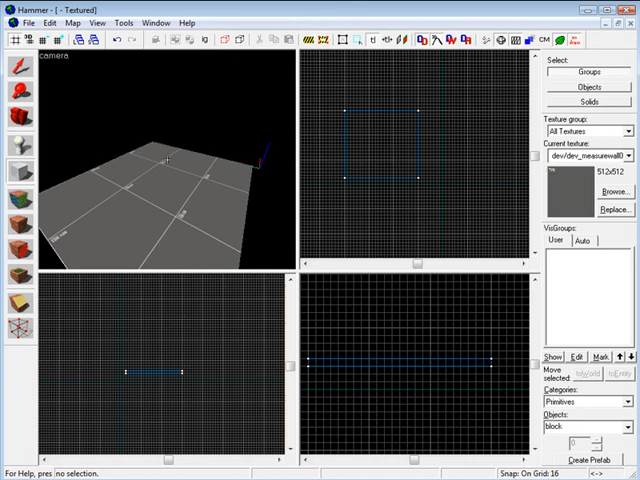 Hammer - [ - Textured]
File Edit Map View Tools Window Help
camera
Select:
Groups
Objects
Solids
Texture group:
All Textures
Current texture:
dev/dev_measurewall0
512x512
Browse...
Replace...
VisGroups:
User Auto
Show Edit Mark
Move selected:
toWorld toEntity
Categories:
Primitives
Objects:
block
0
Create Prefab
For Help, pres no selection.
Snap: On Grid: 16 <->